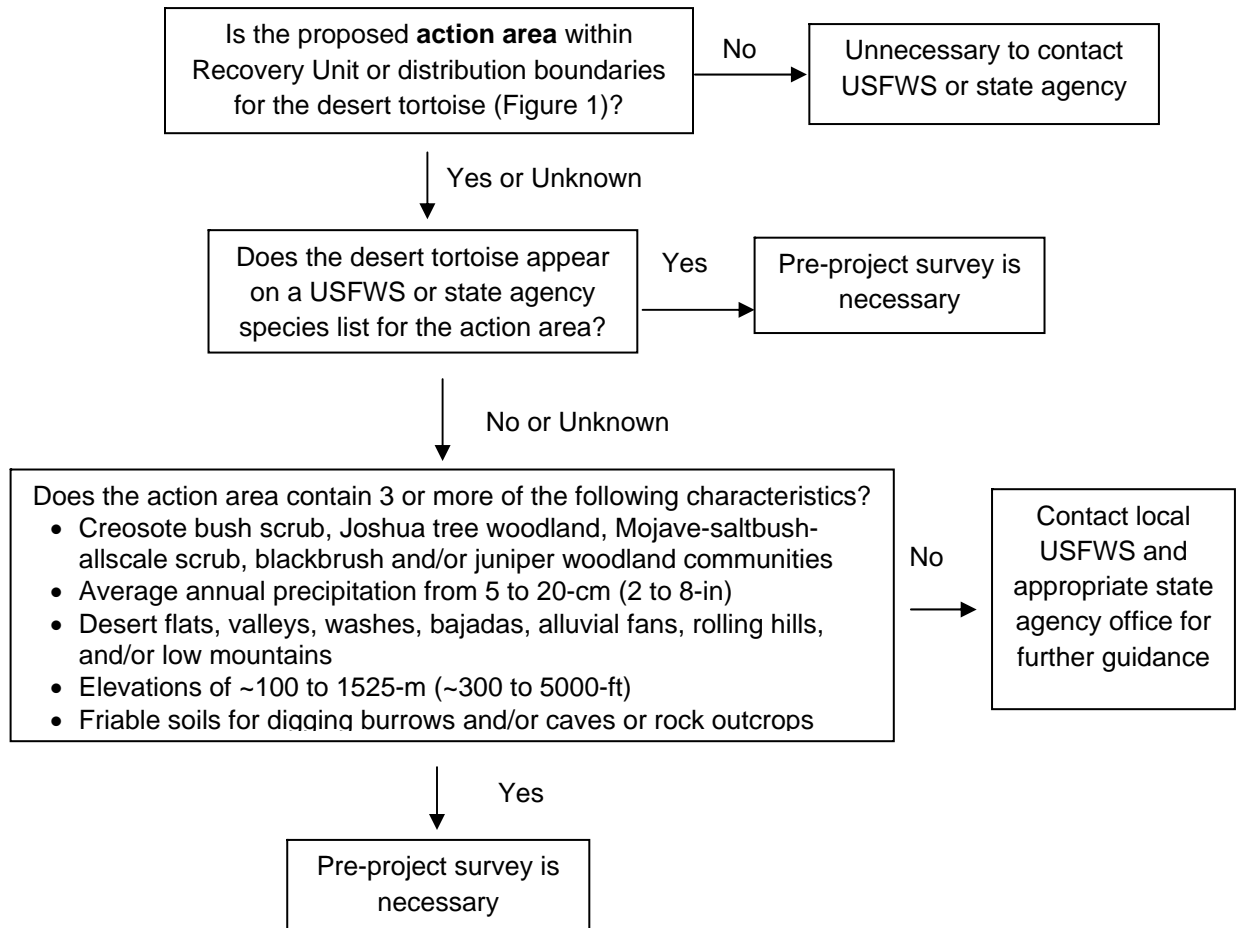 Is the proposed action area within
Recovery Unit or distribution boundaries
for the desert tortoise (Figure 1)?
No
Unnecessary to contact
USFWS or state agency
Yes or Unknown
Does the desert tortoise appear
on a USFWS or state agency
species list for the action area?
Yes
Pre-project survey is
necessary
No or Unknown
Does the action area contain 3 or more of the following characteristics?
• Creosote bush scrub, Joshua tree woodland, Mojave-saltbush-
allscale scrub, blackbrush and/or juniper woodland communities
• Average annual precipitation from 5 to 20-cm (2 to 8-in)
• Desert flats, valleys, washes, bajadas, alluvial fans, rolling hills,
and/or low mountains
• Elevations of ~100 to 1525-m (~300 to 5000-ft)
• Friable soils for digging burrows and/or caves or rock outcrops
No
Contact local
USFWS and
appropriate state
agency office for
further guidance
Yes
Pre-project survey is
necessary